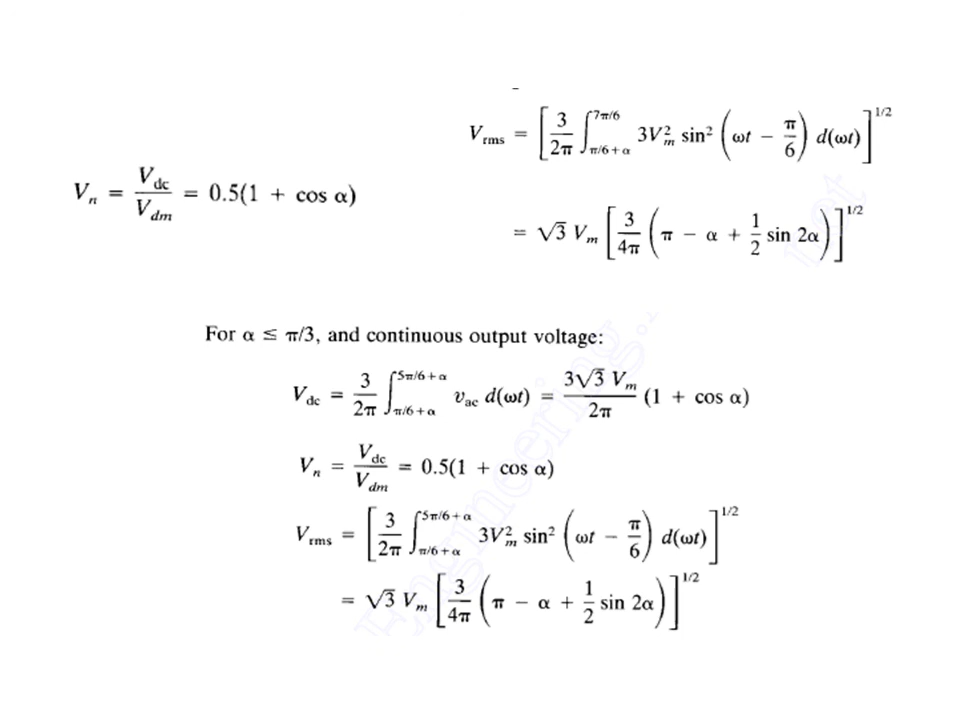 V_n = V_dc / V_dm = 0.5(1 + cos α)
V_rms = [ 3/2π ∫_{π/6+α}^{7π/6} 3V_m^2 sin² (ωt − π/6) d(ωt) ]^{1/2}
= √3 V_m [ 3/4π (π − α + 1/2 sin 2α) ]^{1/2}
For α ≤ π/3, and continuous output voltage:
V_dc = 3/2π ∫_{π/6+α}^{5π/6+α} v_ac d(ωt) = 3√3 V_m / 2π (1 + cos α)
V_n = V_dc / V_dm = 0.5(1 + cos α)
V_rms = [ 3/2π ∫_{π/6+α}^{5π/6+α} 3V_m^2 sin² (ωt − π/6) d(ωt) ]^{1/2}
= √3 V_m [ 3/4π (π − α + 1/2 sin 2α) ]^{1/2}